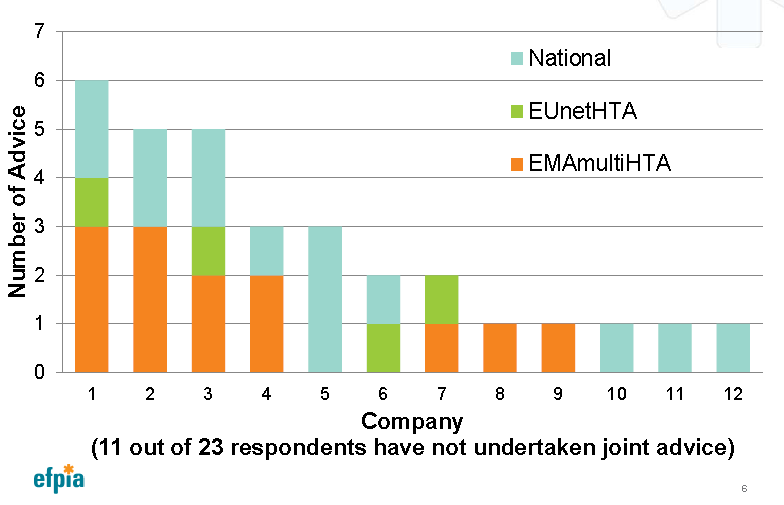 7
6
5
4
3
2
1
0
Number of Advice
National
EUnetHTA
EMAmultiHTA
1 2 3 4 5 6 7 8 9 10 11 12
Company
(11 out of 23 respondents have not undertaken joint advice)
efpia
6